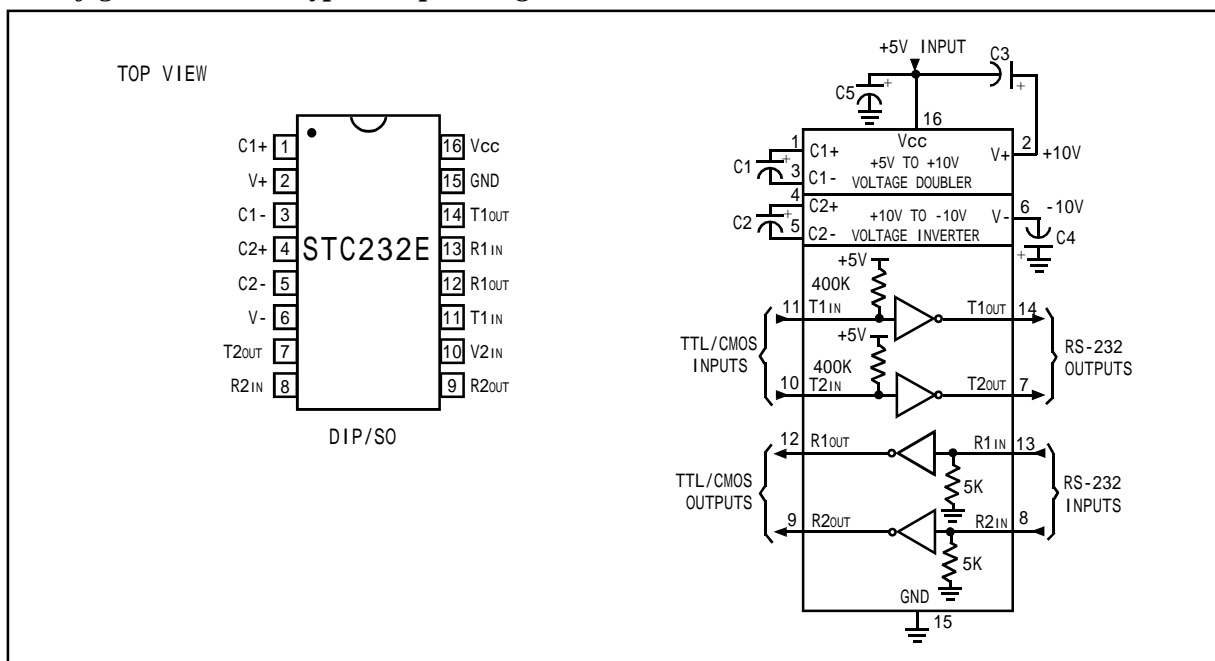 TOP VIEW
C1+ 1
V+ 2
C1- 3
C2+ 4
C2- 5
V- 6
T2OUT 7
R2IN 8
STC232E
16 Vcc
15 GND
14 T1OUT
13 R1IN
12 R1OUT
11 T1IN
10 V2IN
9 R2OUT
DIP/SO
+5V INPUT
C3
+
C5 +
16
Vcc
1 C1+
C1 +
3 C1-
+5V TO +10V
VOLTAGE DOUBLER
V+ 2 +10V
4 C2+
C2 +
5 C2-
+10V TO -10V
VOLTAGE INVERTER
V- 6 -10V
C4
+
+5V
400K
11 T1IN
T1OUT 14
+5V
400K
10 T2IN
T2OUT 7
TTL/CMOS
INPUTS
RS-232
OUTPUTS
12 R1OUT
R1IN 13
5K
9 R2OUT
R2IN 8
5K
TTL/CMOS
OUTPUTS
RS-232
INPUTS
GND
15